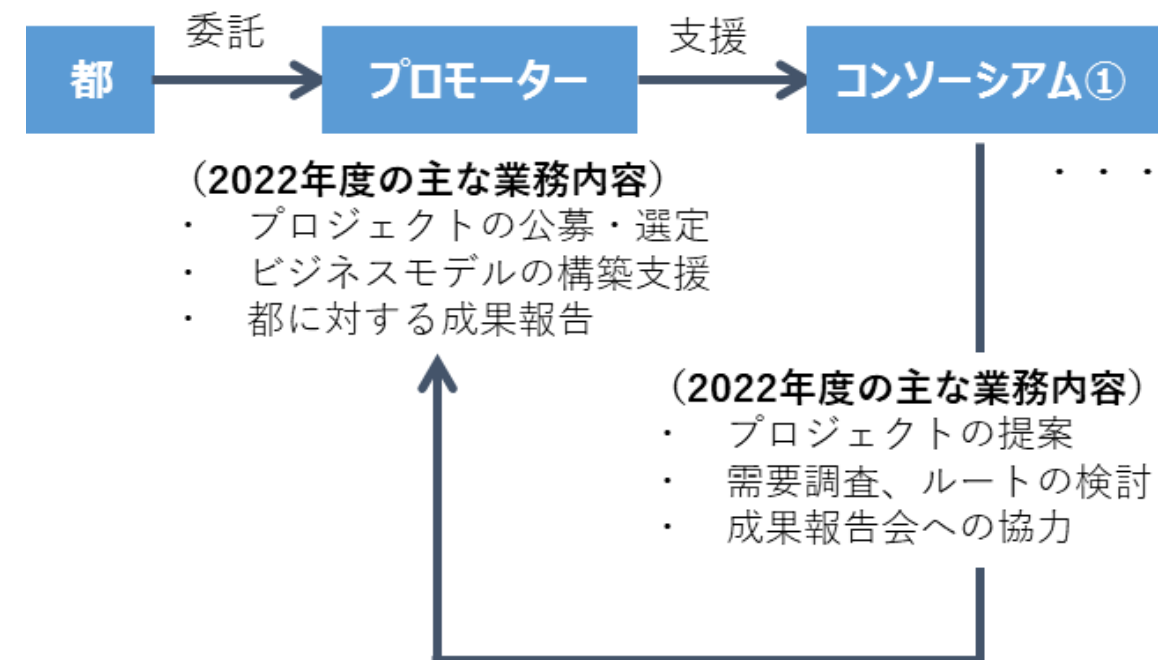 委託
支援
都
プロモーター
コンソーシアム①
・・・
（2022年度の主な業務内容）
・ プロジェクトの公募・選定
・ ビジネスモデルの構築支援
・ 都に対する成果報告
（2022年度の主な業務内容）
・ プロジェクトの提案
・ 需要調査、ルートの検討
・ 成果報告会への協力